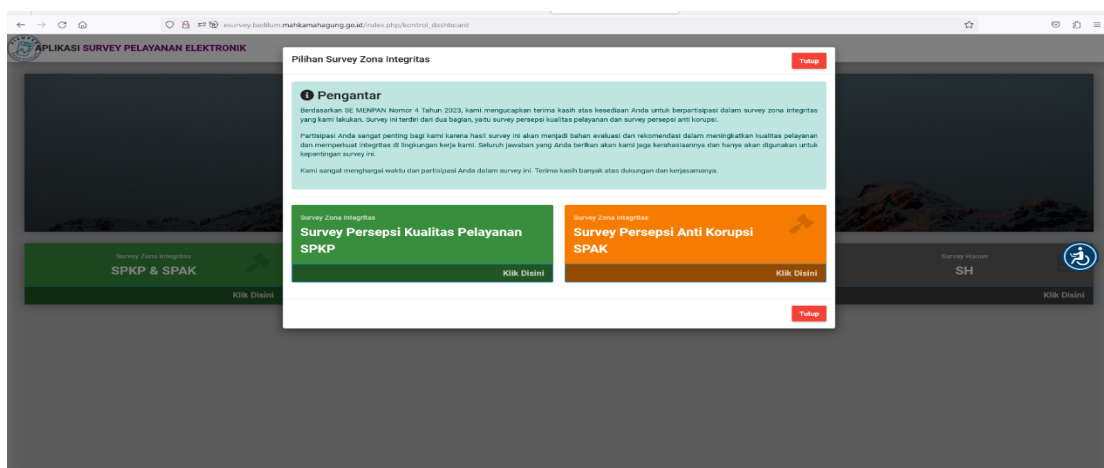 esurvey.badilum.mahkamahagung.go.id/index.php/kontrol_dashboard
APLIKASI SURVEY PELAYANAN ELEKTRONIK
Pilihan Survey Zona Integritas
Tutup
Pengantar
Berdasarkan SE MENPAN Nomor 4 Tahun 2023, kami mengucapkan terima kasih atas kesediaan Anda untuk berpartisipasi dalam survey zona integritas
yang kami lakukan. Survey ini terdiri dari dua bagian, yaitu survey persepsi kualitas pelayanan dan survey persepsi anti korupsi.
Partisipasi Anda sangat penting bagi kami karena hasil survey ini akan menjadi bahan evaluasi dan rekomendasi dalam meningkatkan kualitas pelayanan
dan memperkuat integritas di lingkungan kerja kami. Seluruh jawaban yang Anda berikan akan kami jaga kerahasiaannya dan hanya akan digunakan untuk
kepentingan survey ini.
Kami sangat menghargai waktu dan partisipasi Anda dalam survey ini. Terima kasih banyak atas dukungan dan kerjasamanya.
Survey Zona Integritas
Survey Persepsi Kualitas Pelayanan
SPKP
Klik Disini
Survey Zona Integritas
Survey Persepsi Anti Korupsi
SPAK
Klik Disini
Tutup
Survey Zona Integritas
SPKP & SPAK
Klik Disini
Survey Harian
SH
Klik Disini